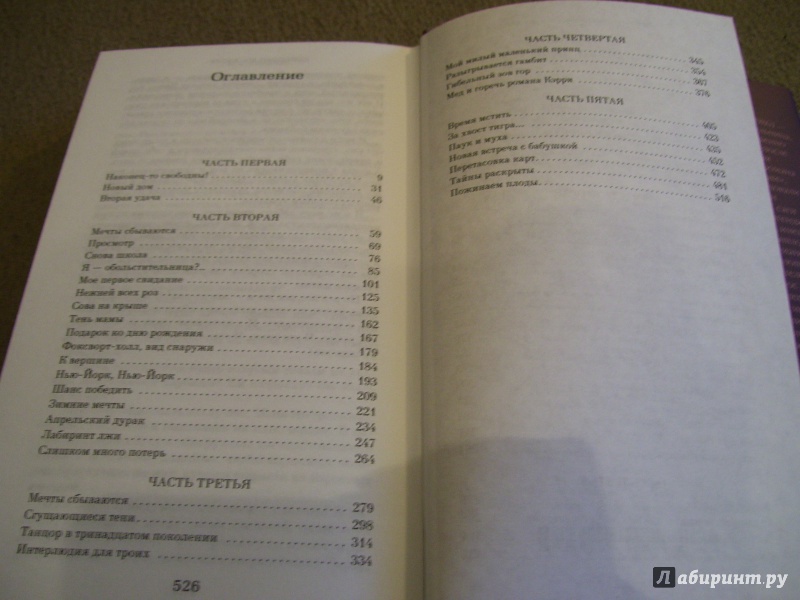 Оглавление
ЧАСТЬ ПЕРВАЯ
Наконец-то свободны! 9
Новый дом 31
Вторая удача 46
ЧАСТЬ ВТОРАЯ
Мечты сбываются 59
Просмотр 69
Снова школа 76
Я — обольстительница?.. 85
Мое первое свидание 101
Нежней всех роз 125
Сова на крыше 135
Тень мамы 162
Подарок ко дню рождения 167
Фоксворт-холл, вид снаружи 179
К вершине 184
Нью-Йорк, Нью-Йорк 193
Шанс победить 209
Зимние мечты 221
Апрельский дурак 234
Лабиринт лжи 247
Слишком много потерь 264
ЧАСТЬ ТРЕТЬЯ
Мечты сбываются 279
Сгущающиеся тени 298
Танцор в тринадцатом поколении 314
Интерлюдия для троих 334
526
ЧАСТЬ ЧЕТВЕРТАЯ
Мой милый маленький принц 345
Разыгрывается гамбит 354
Гибельный зов гор 367
Мед и горечь романа Кэрри 376
ЧАСТЬ ПЯТАЯ
Время мстить 405
За хвост тигра... 423
Паук и муха 435
Новая встреча с бабушкой 452
Перетасовка карт 472
Тайны раскрыты 481
Пожинаем плоды 516
Лабиринт.ру